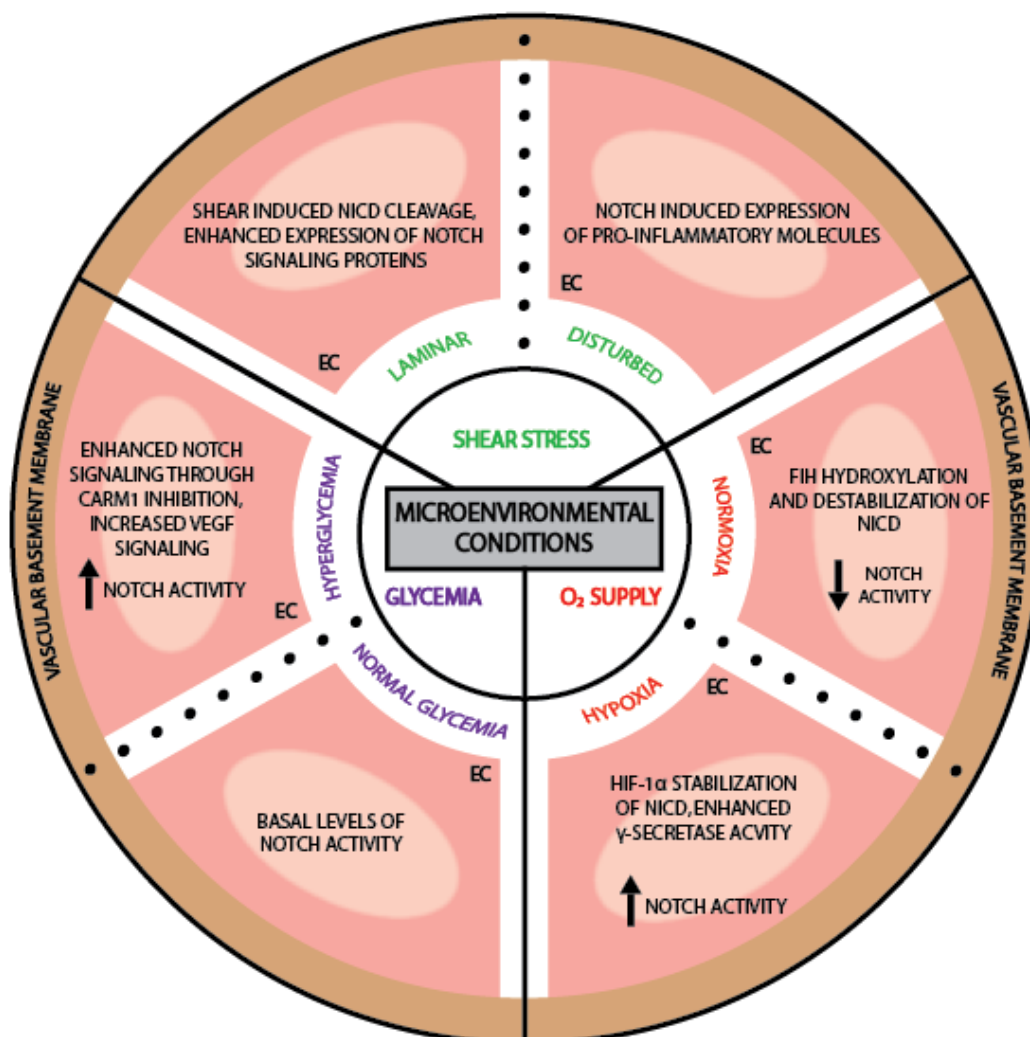 SHEAR INDUCED NICD CLEAVAGE,
ENHANCED EXPRESSION OF NOTCH
SIGNALING PROTEINS
EC
LAMINAR
NOTCH INDUCED EXPRESSION
OF PRO-INFLAMMATORY MOLECULES
EC
DISTURBED
SHEAR STRESS
MICROENVIRONMENTAL
CONDITIONS
GLYCEMIA
O₂ SUPPLY
VASCULAR BASEMENT MEMBRANE
ENHANCED NOTCH
SIGNALING THROUGH
CARM1 INHIBITION,
INCREASED VEGF
SIGNALING
NOTCH ACTIVITY
EC
HYPERGLYCEMIA
NORMOXIA
EC
FIH HYDROXYLATION
AND DESTABILIZATION OF
NICD
NOTCH
ACTIVITY
VASCULAR BASEMENT MEMBRANE
NORMAL GLYCEMIA
EC
BASAL LEVELS OF
NOTCH ACTIVITY
HYPOXIA
EC
HIF-1α STABILIZATION
OF NICD, ENHANCED
γ-SECRETASE ACVITY
NOTCH ACTIVITY